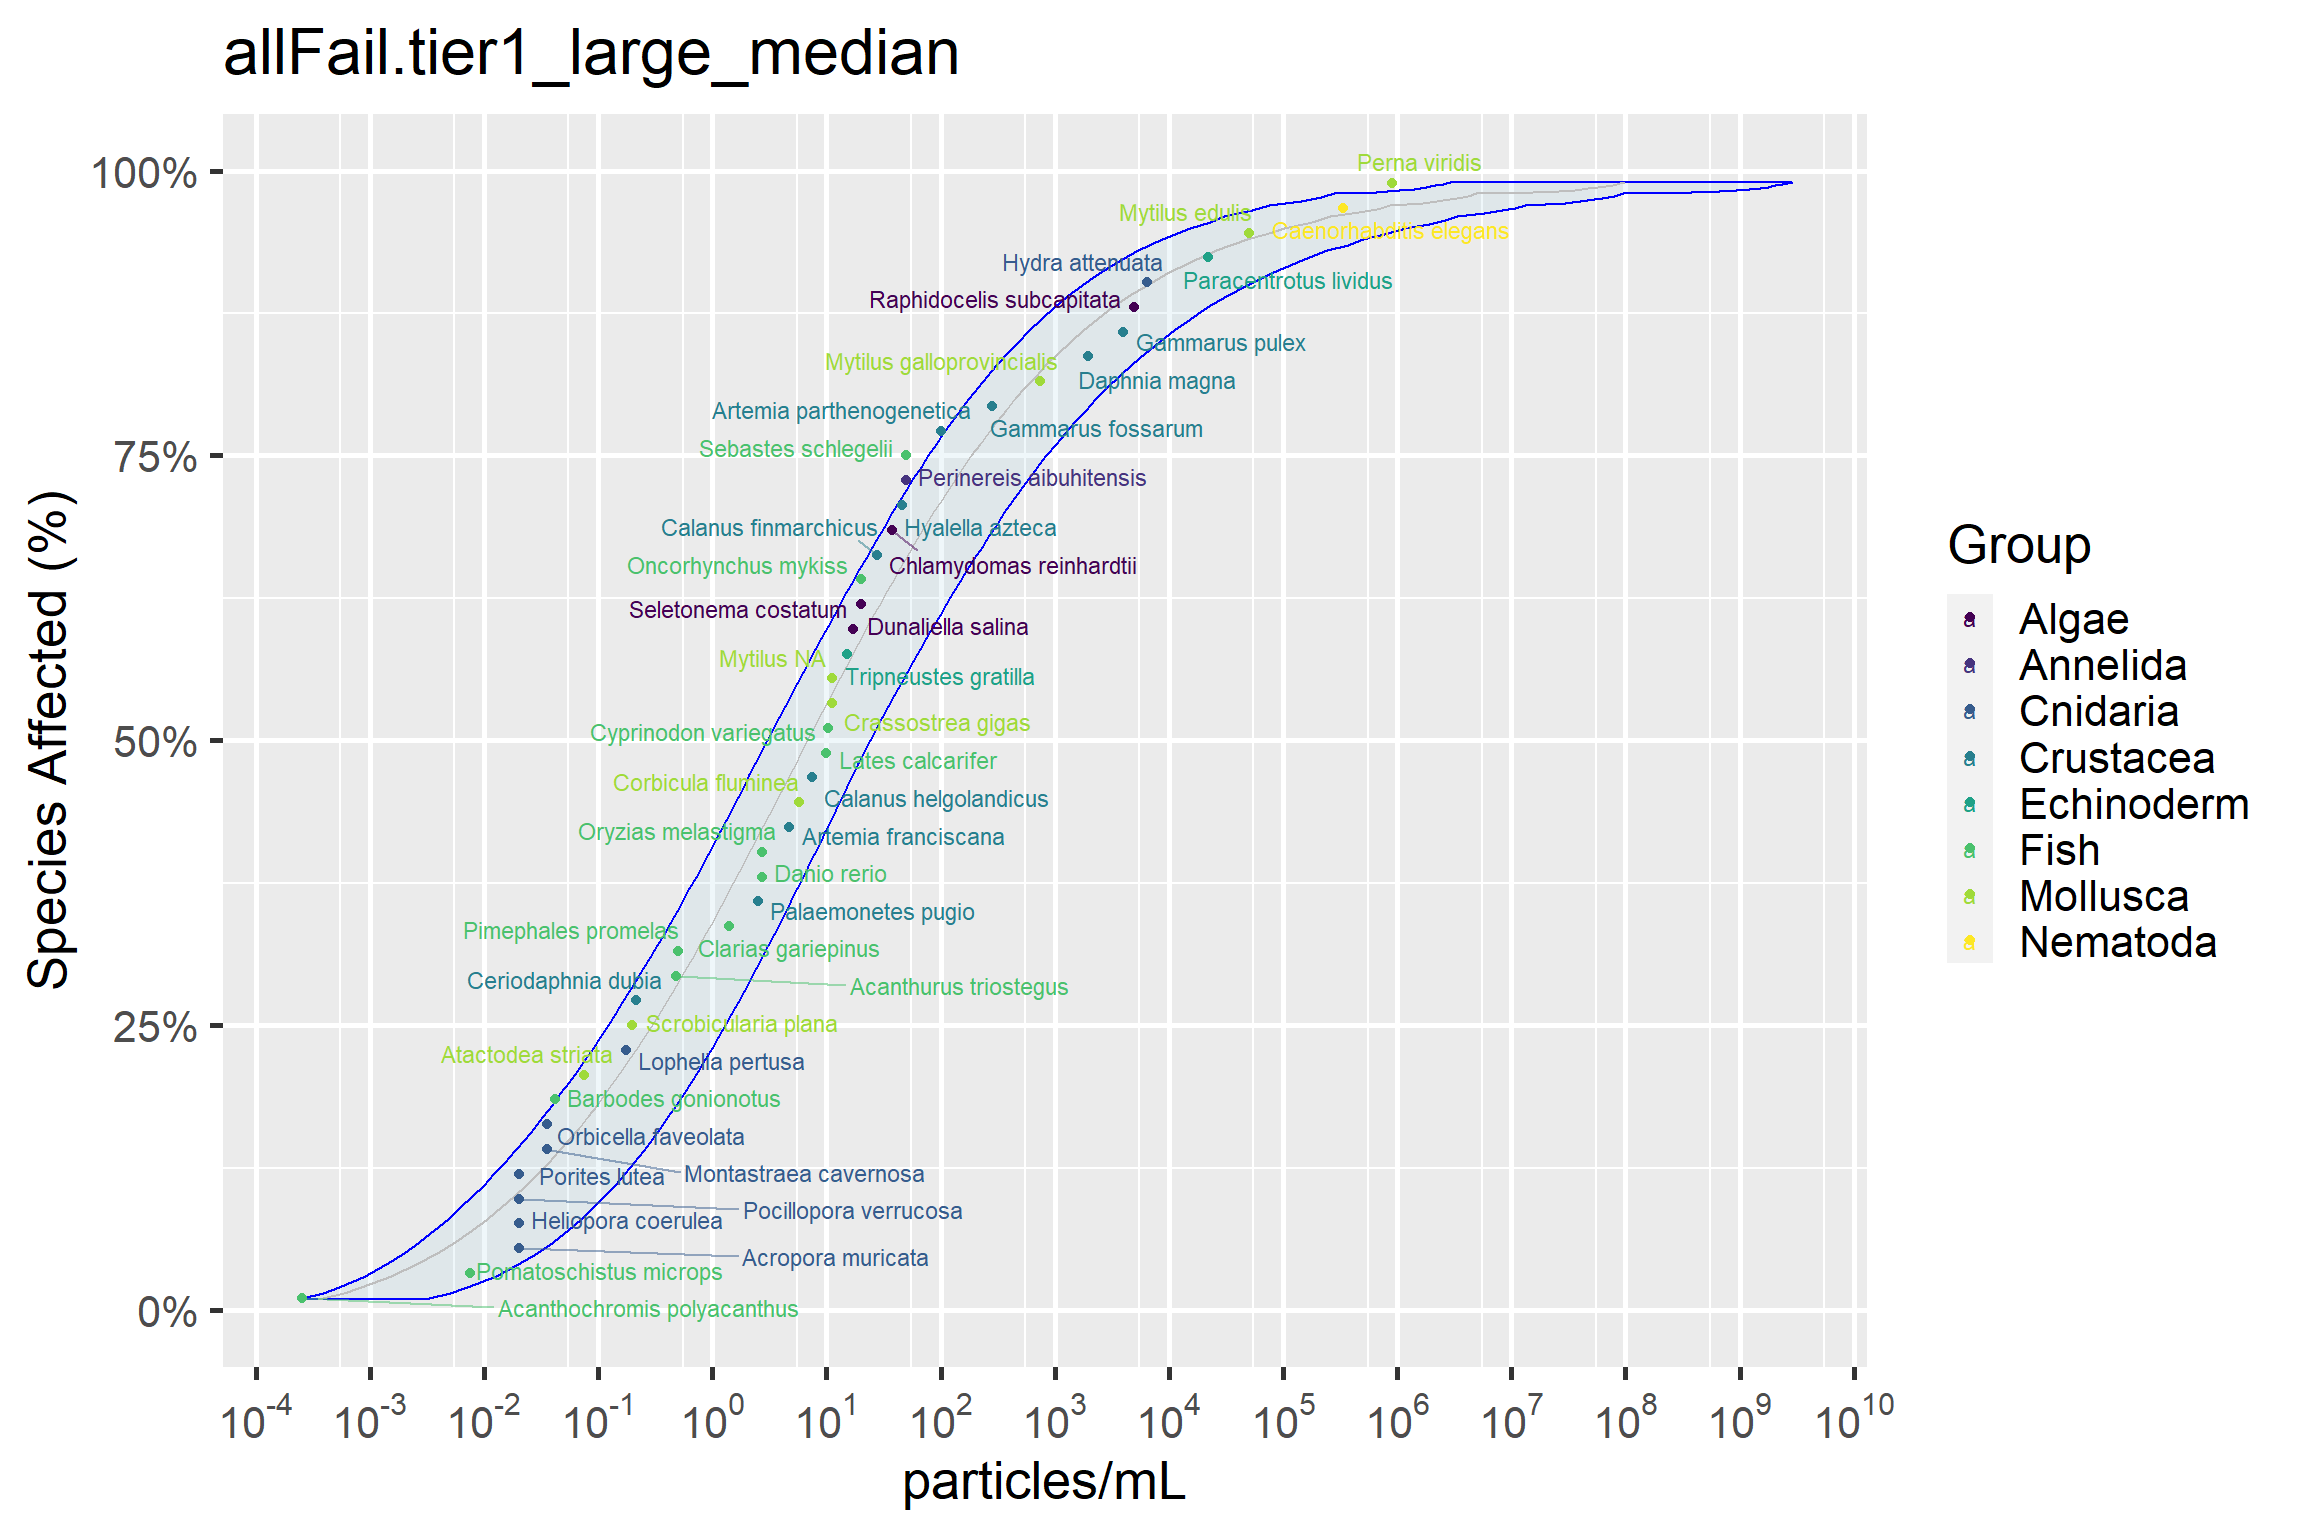 allFail.tier1_large_median
Species Affected (%)
100%
75%
50%
25%
0%
Perna viridis
Mytilus edulis
Caenorhabditis elegans
Hydra attenuata
Paracentrotus lividus
Raphidocelis subcapitata
Gammarus pulex
Mytilus galloprovincialis
Daphnia magna
Artemia parthenogenetica
Gammarus fossarum
Sebastes schlegelii
Perinereis aibuhitensis
Calanus finmarchicus
Hyalella azteca
Oncorhynchus mykiss
Chlamydomas reinhardtii
Seletonema costatum
Dunaliella salina
Mytilus NA
Tripneustes gratilla
Crassostrea gigas
Cyprinodon variegatus
Lates calcarifer
Corbicula fluminea
Calanus helgolandicus
Oryzias melastigma
Artemia franciscana
Danio rerio
Palaemonetes pugio
Pimephales promelas
Clarias gariepinus
Ceriodaphnia dubia
Acanthurus triostegus
Scrobicularia plana
Atactodea striata
Lophelia pertusa
Barbodes gonionotus
Orbicella faveolata
Porites lutea
Montastraea cavernosa
Pocillopora verrucosa
Heliopora coerulea
Acropora muricata
Pomatoschistus microps
Acanthochromis polyacanthus
10-4 10-3 10-2 10-1 100 101 102 103 104 105 106 107 108 109 1010
particles/mL
Group
a Algae
a Annelida
a Cnidaria
a Crustacea
a Echinoderm
a Fish
a Mollusca
a Nematoda